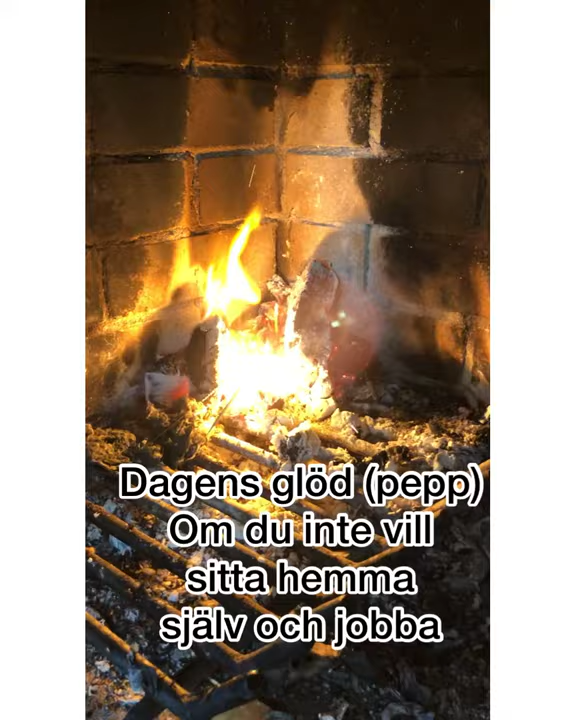 Dagens glöd (pepp)
Om du inte vill
sitta hemma
själv och jobba